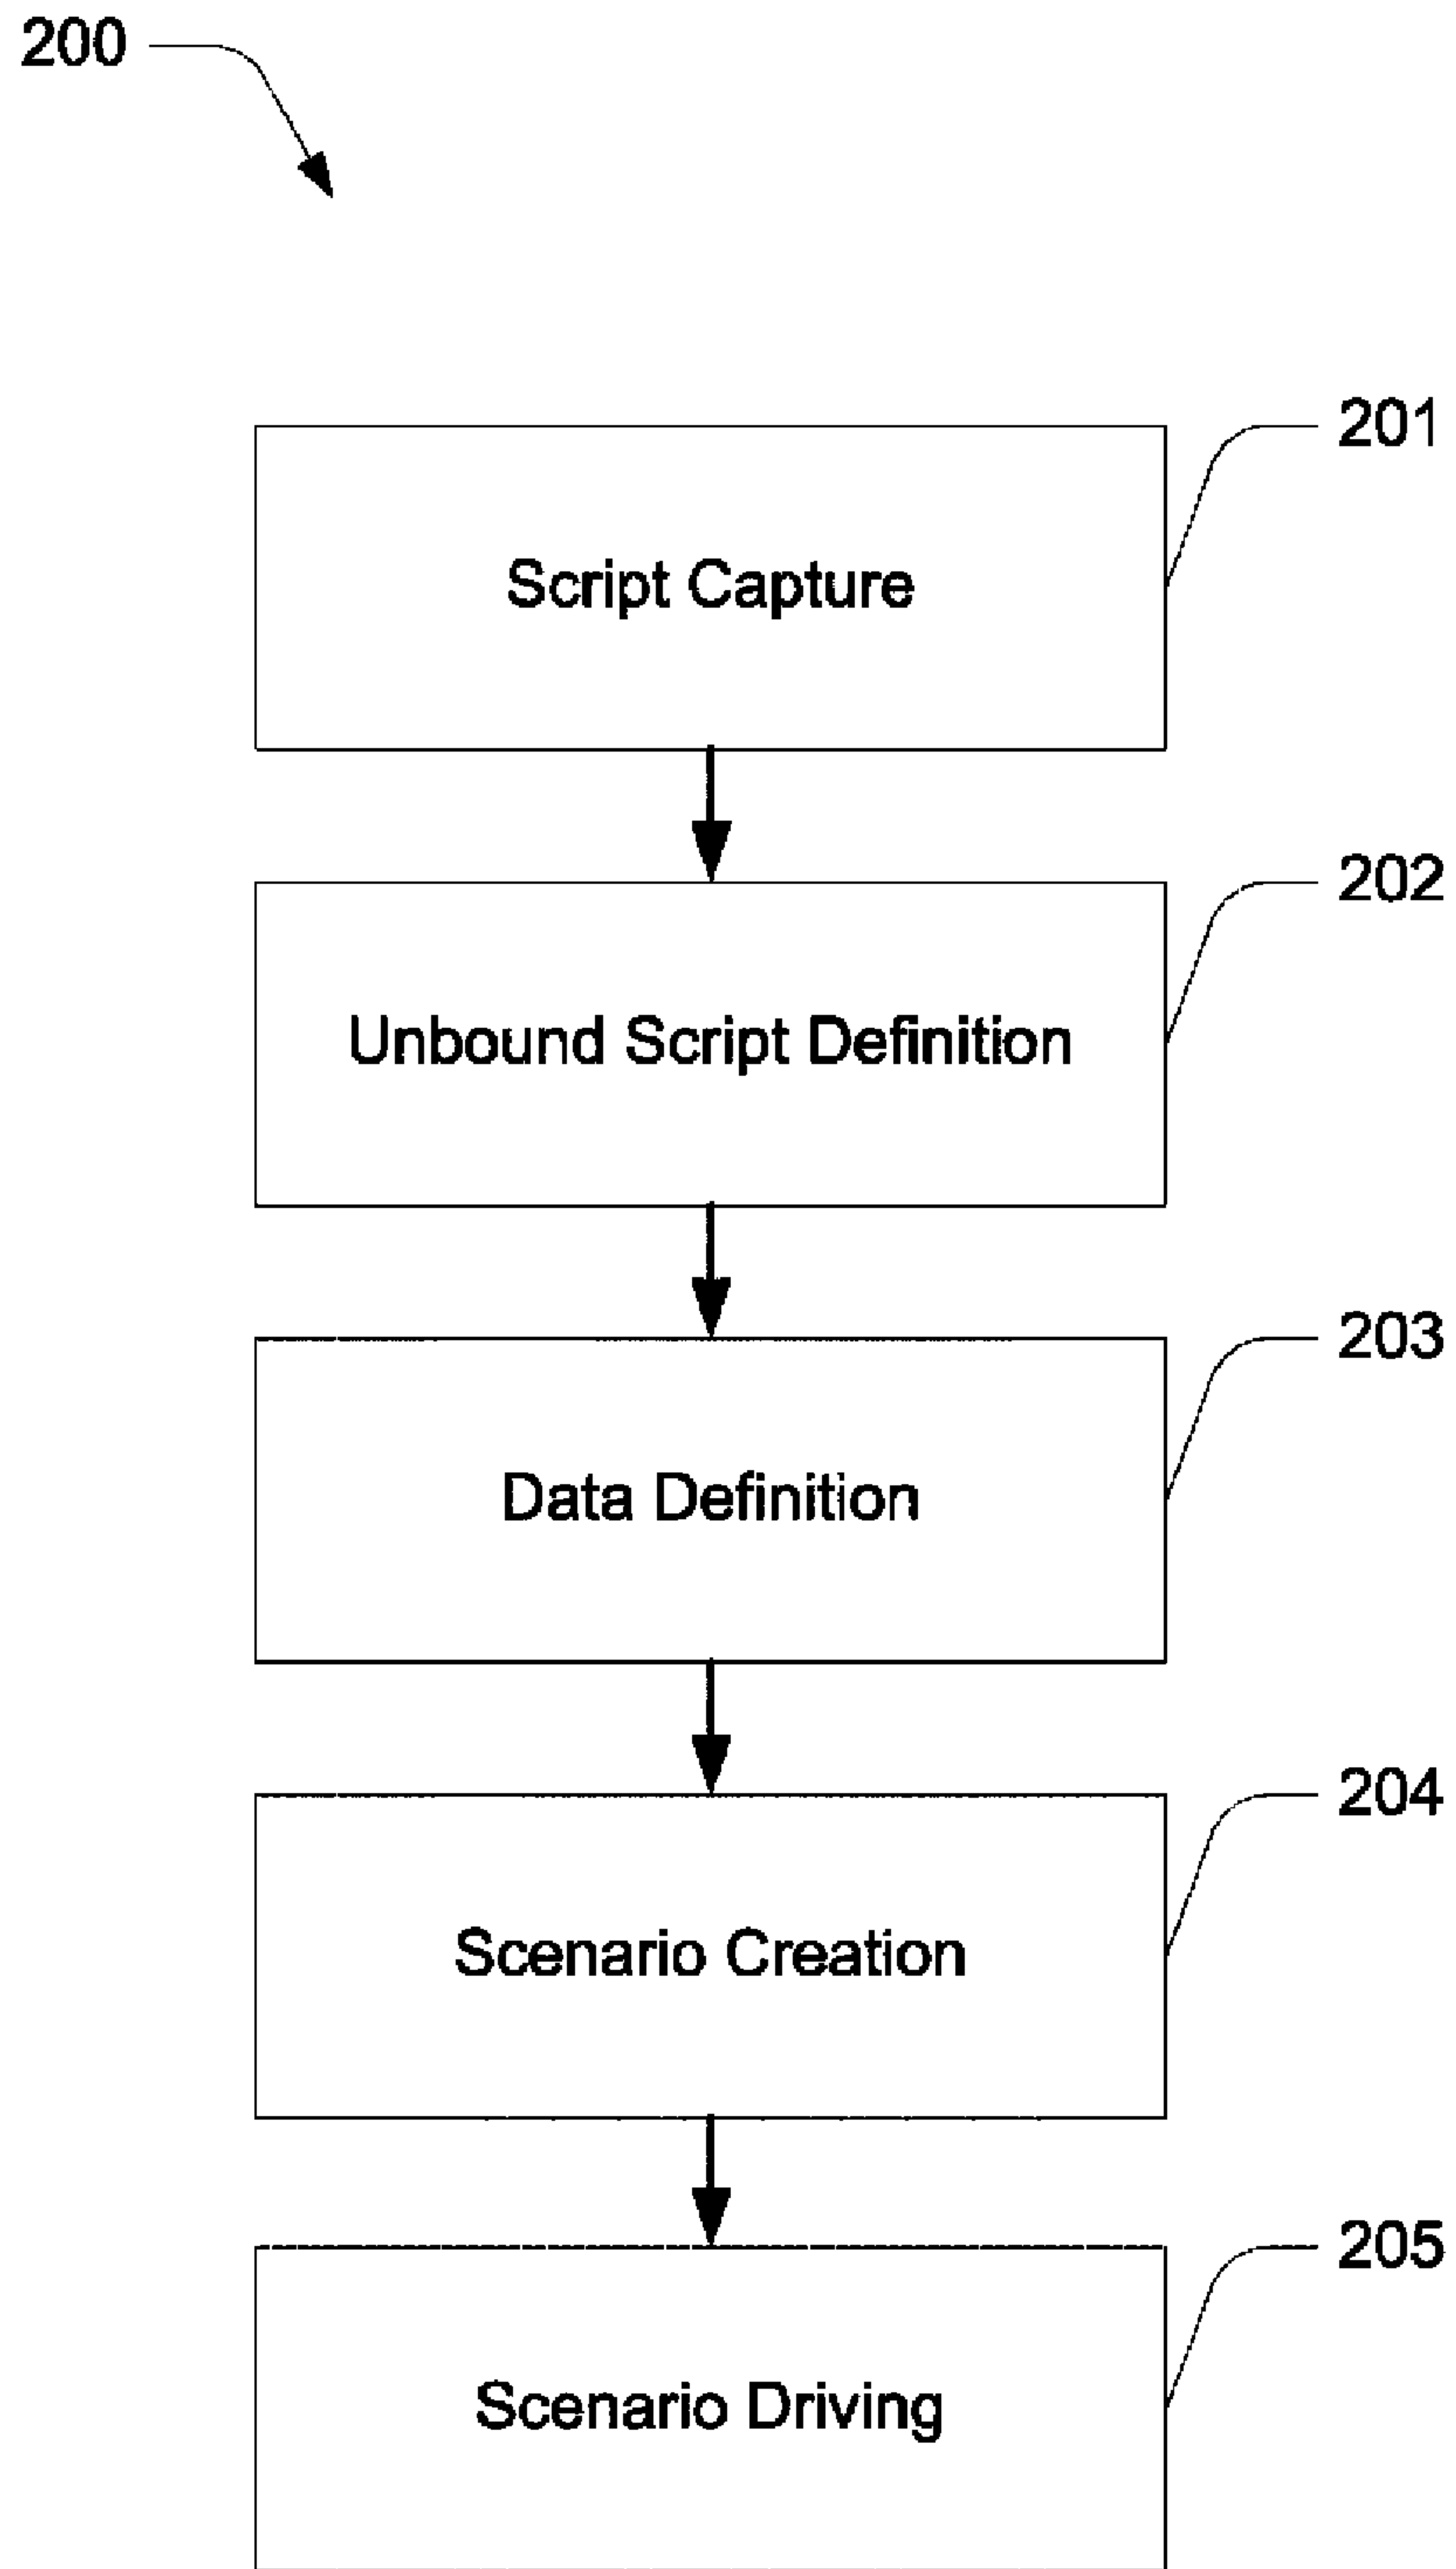 200
201
Script Capture
202
Unbound Script Definition
203
Data Definition
204
Scenario Creation
205
Scenario Driving